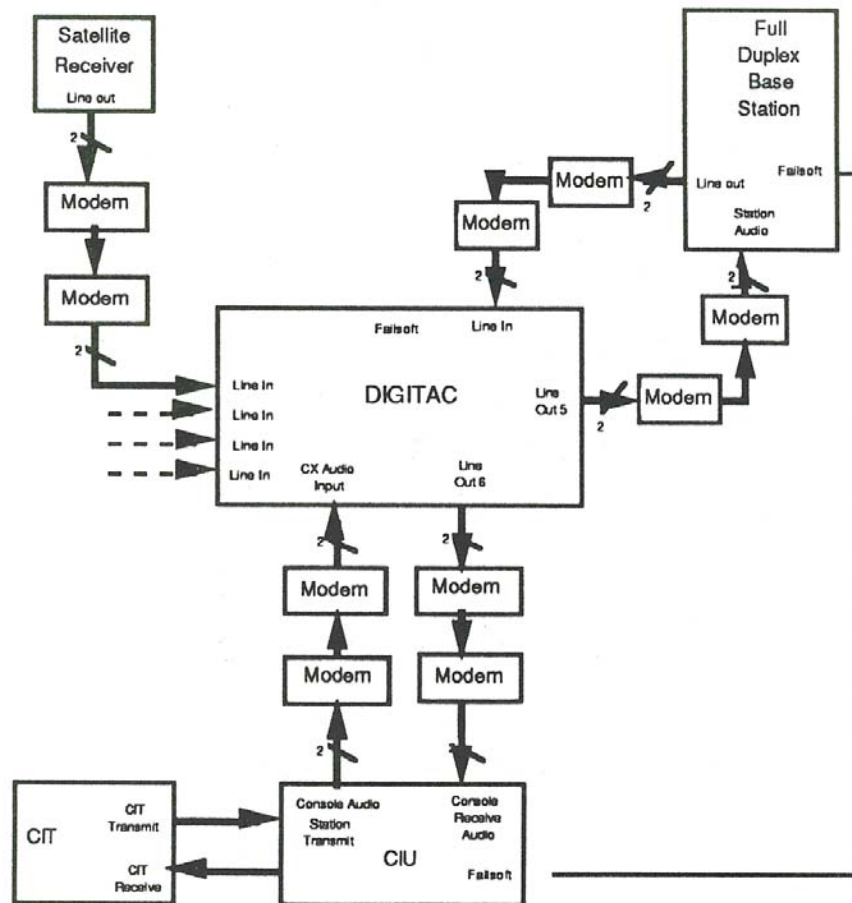 Satellite
Receiver
Line out
2
Modem
Modem
2
Full
Duplex
Base
Station
Failsoft
Line out
Station
Audio
Modem
2
Modem
2
2
Modem
Failsoft
Line In
Line In
Line In
Line In
Line In
DIGITAC
Line
Out 5
2
Modem
CX Audio
Input
Line
Out 6
2
2
Modem
Modem
Modem
Modem
2
2
CIT
CIT
Transmit
CIT
Receive
Console Audio
Station
Transmit
Console
Receive
Audio
CIU
Failsoft